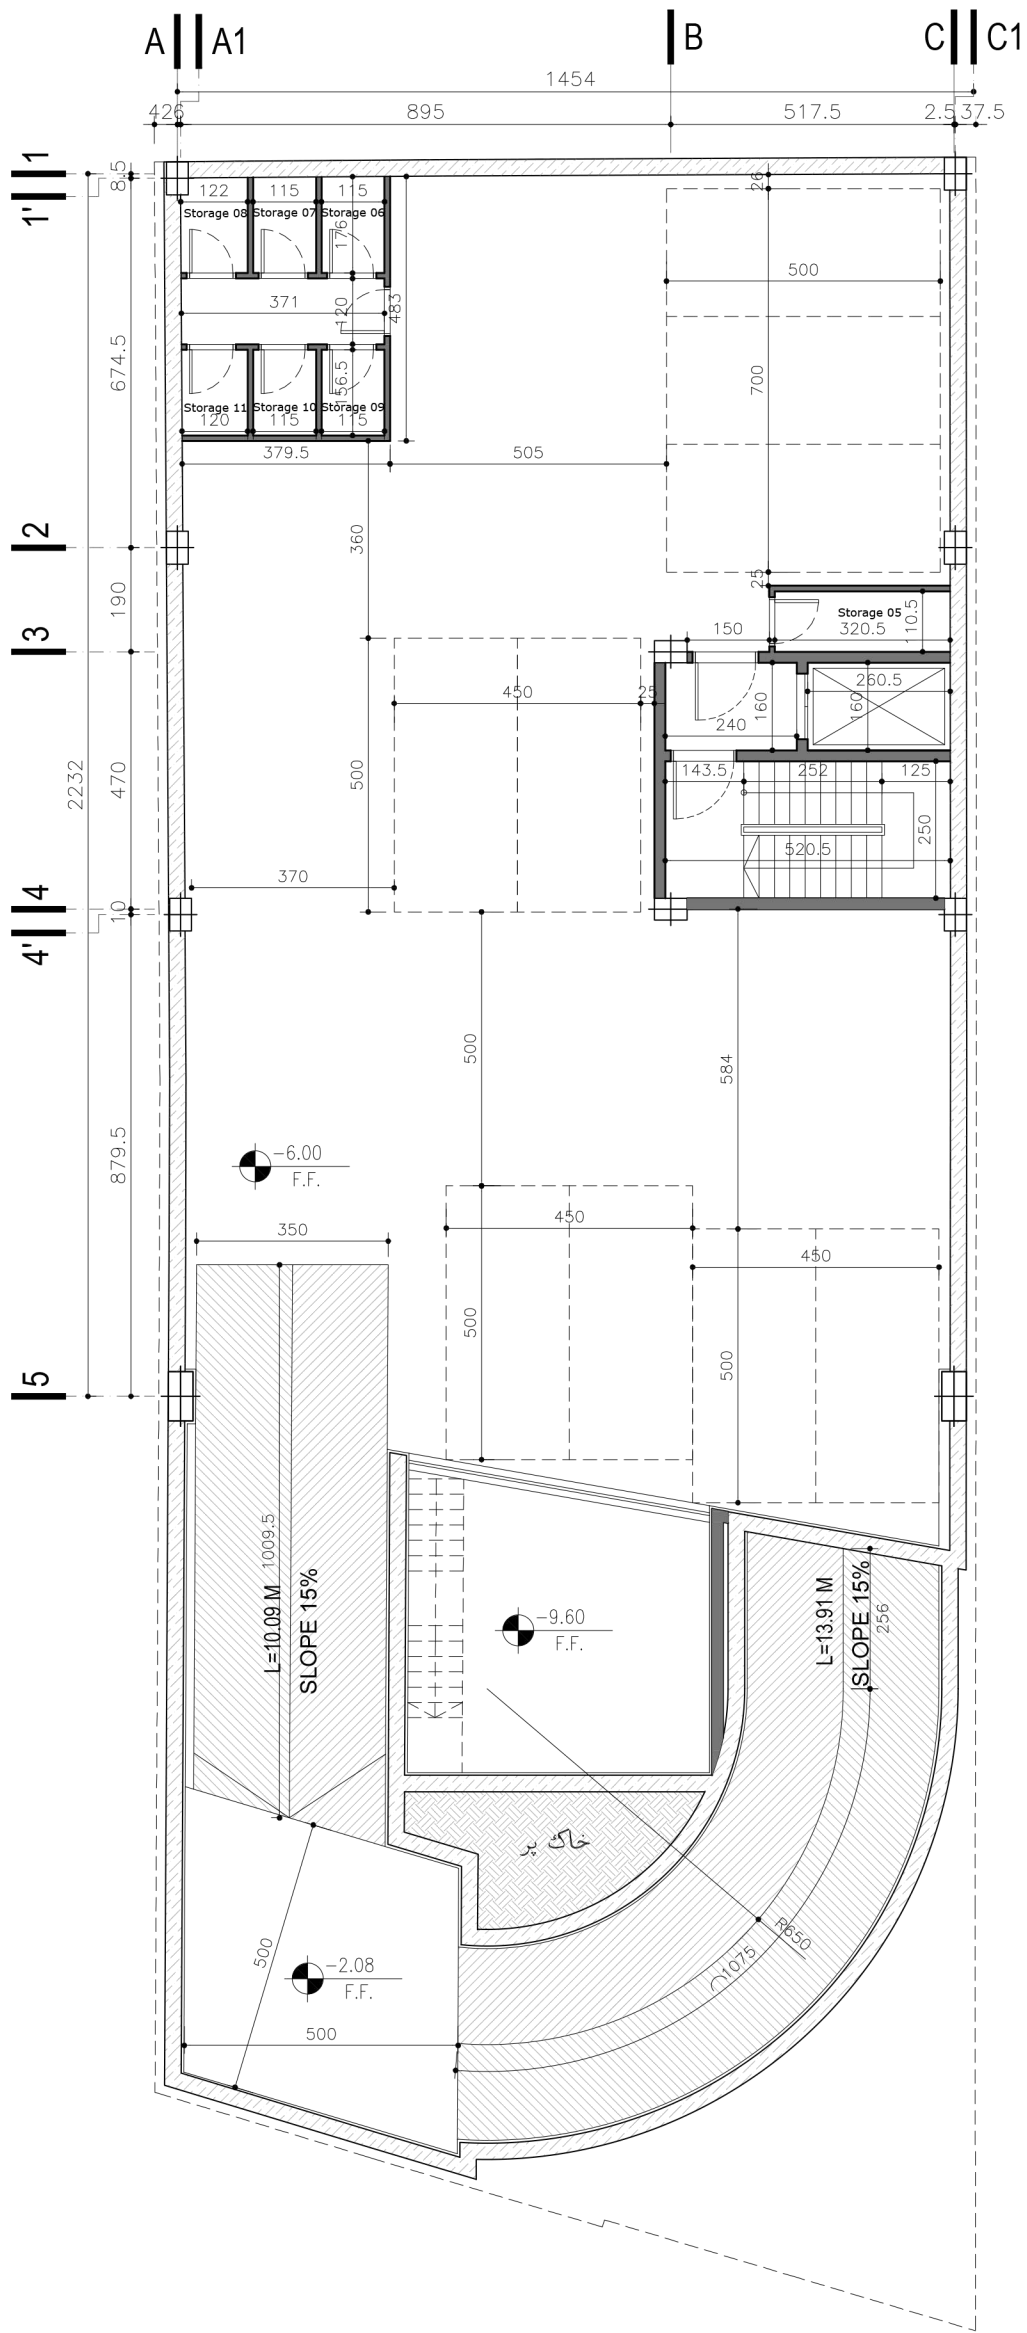 A A1 B C C1
1454
426 895 517.5 2.5 37.5
1
8.5
1'
122 115 115
Storage 08 Storage 07 Storage 06
176
26
500
371
120
483
674.5
700
156.5
Storage 11 Storage 10 Storage 09
120 115 115
379.5 505
360
2
25
190
Storage 05
150 320.5 110.5
3
450 25
260.5
160 160
240
2232
470
500
143.5 252 125
250
520.5
370
4
10
4'
500
584
879.5
-6.00
F.F.
350
450
450
500
500
5
1009.5
L=10.09 M
SLOPE 15%
-9.60
F.F.
L=13.91 M
SLOPE 15%
256
خاک پر
R650
1075
500
-2.08
F.F.
500